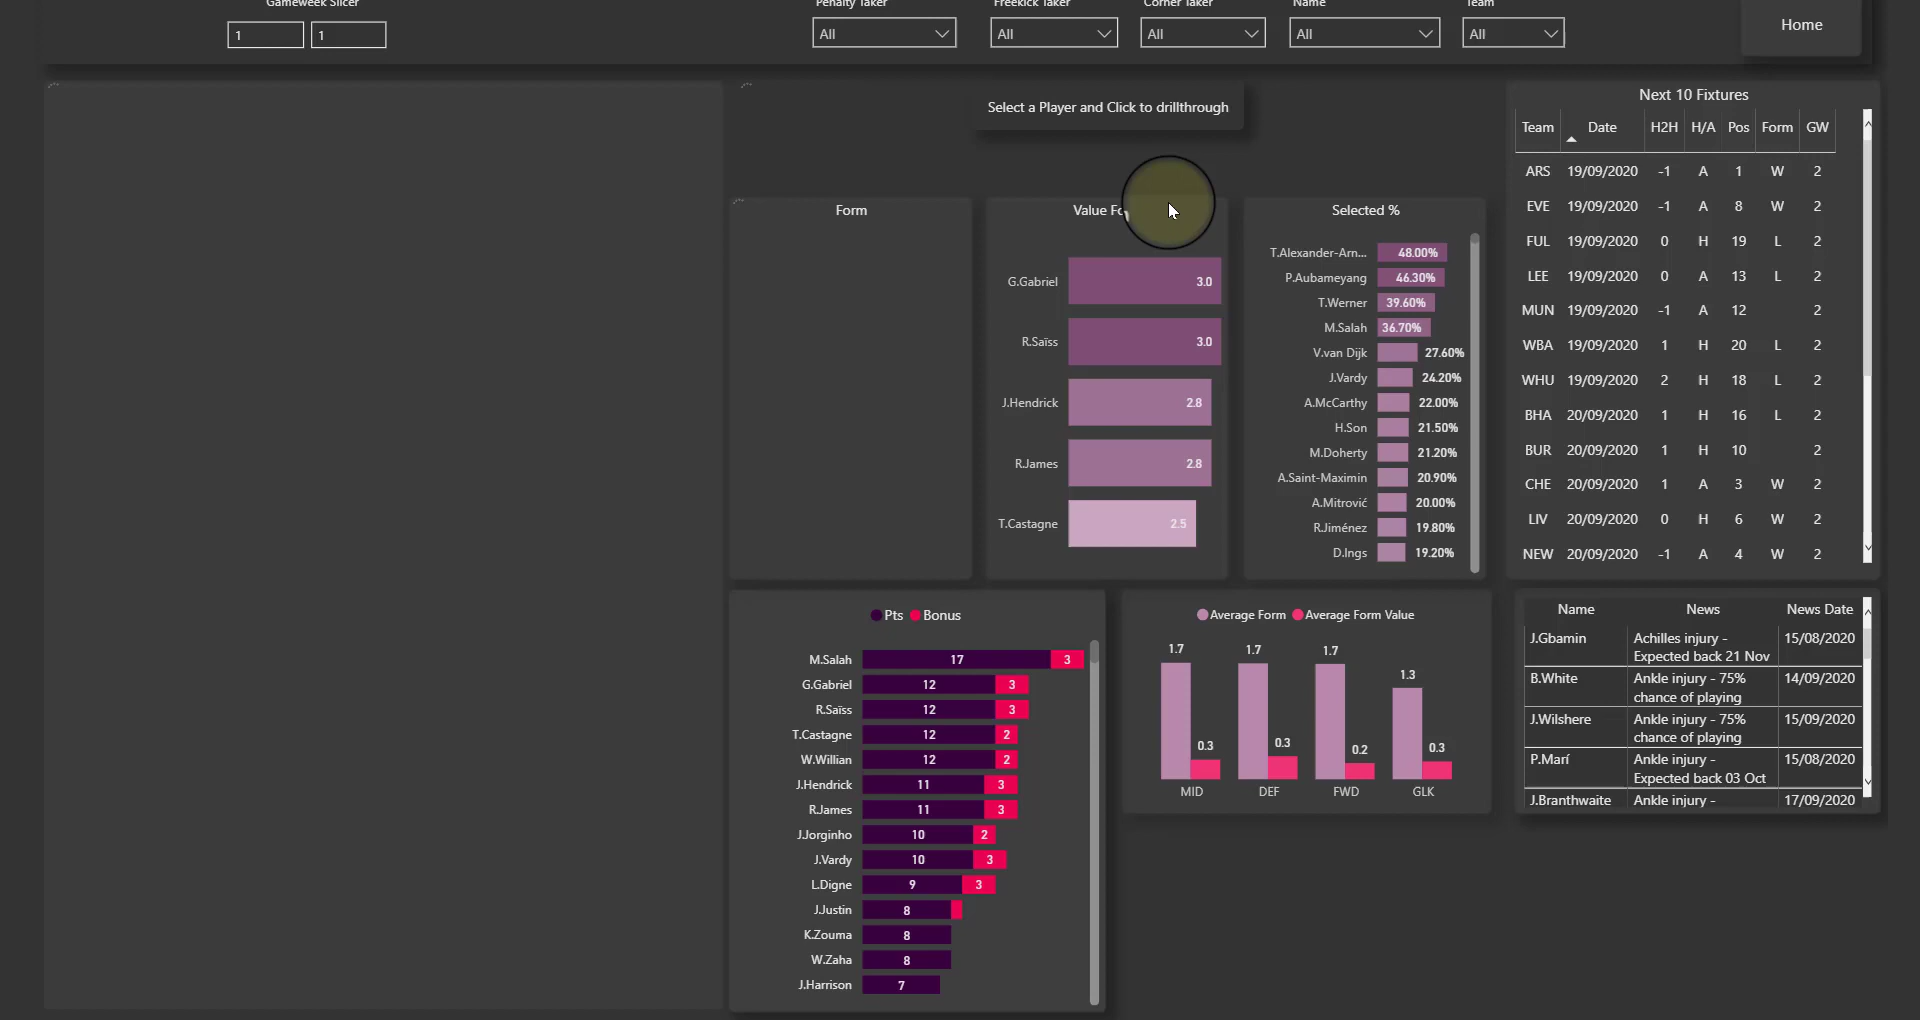 Gameweek Slicer
1 1
Penalty Taker Freekick Taker Corner Taker Name Team
All All All All All
Home
Select a Player and Click to drillthrough
Form
Value
G.Gabriel 3.0
R.Saïss 3.0
J.Hendrick 2.8
R.James 2.8
T.Castagne 2.5
Selected %
T.Alexander-Arn... 48.00%
P.Aubameyang 46.30%
T.Werner 39.60%
M.Salah 36.70%
V.van Dijk 27.60%
J.Vardy 24.20%
A.McCarthy 22.00%
H.Son 21.50%
M.Doherty 21.20%
A.Saint-Maximin 20.90%
A.Mitrović 20.00%
R.Jiménez 19.80%
D.Ings 19.20%
Next 10 Fixtures
Team Date H2H H/A Pos Form GW
ARS 19/09/2020 -1 A 1 W 2
EVE 19/09/2020 -1 A 8 W 2
FUL 19/09/2020 0 H 19 L 2
LEE 19/09/2020 0 A 13 L 2
MUN 19/09/2020 -1 A 12 2
WBA 19/09/2020 1 H 20 L 2
WHU 19/09/2020 2 H 18 L 2
BHA 20/09/2020 1 H 16 L 2
BUR 20/09/2020 1 H 10 2
CHE 20/09/2020 1 A 3 W 2
LIV 20/09/2020 0 H 6 W 2
NEW 20/09/2020 -1 A 4 W 2
Pts Bonus
M.Salah 17 3
G.Gabriel 12 3
R.Saïss 12 3
T.Castagne 12 2
W.Willian 12 2
J.Hendrick 11 3
R.James 11 3
J.Jorginho 10 2
J.Vardy 10 3
L.Digne 9 3
J.Justin 8
K.Zouma 8
W.Zaha 8
J.Harrison 7
Average Form Average Form Value
1.7 1.7 1.7 1.3
0.3 0.3 0.2 0.3
MID DEF FWD GLK
Name News News Date
J.Gbamin Achilles injury - 15/08/2020
Expected back 21 Nov
B.White Ankle injury - 75% 14/09/2020
chance of playing
J.Wilshere Ankle injury - 75% 15/09/2020
chance of playing
P.Marí Ankle injury - 15/08/2020
Expected back 03 Oct
J.Branthwaite Ankle injury - 17/09/2020